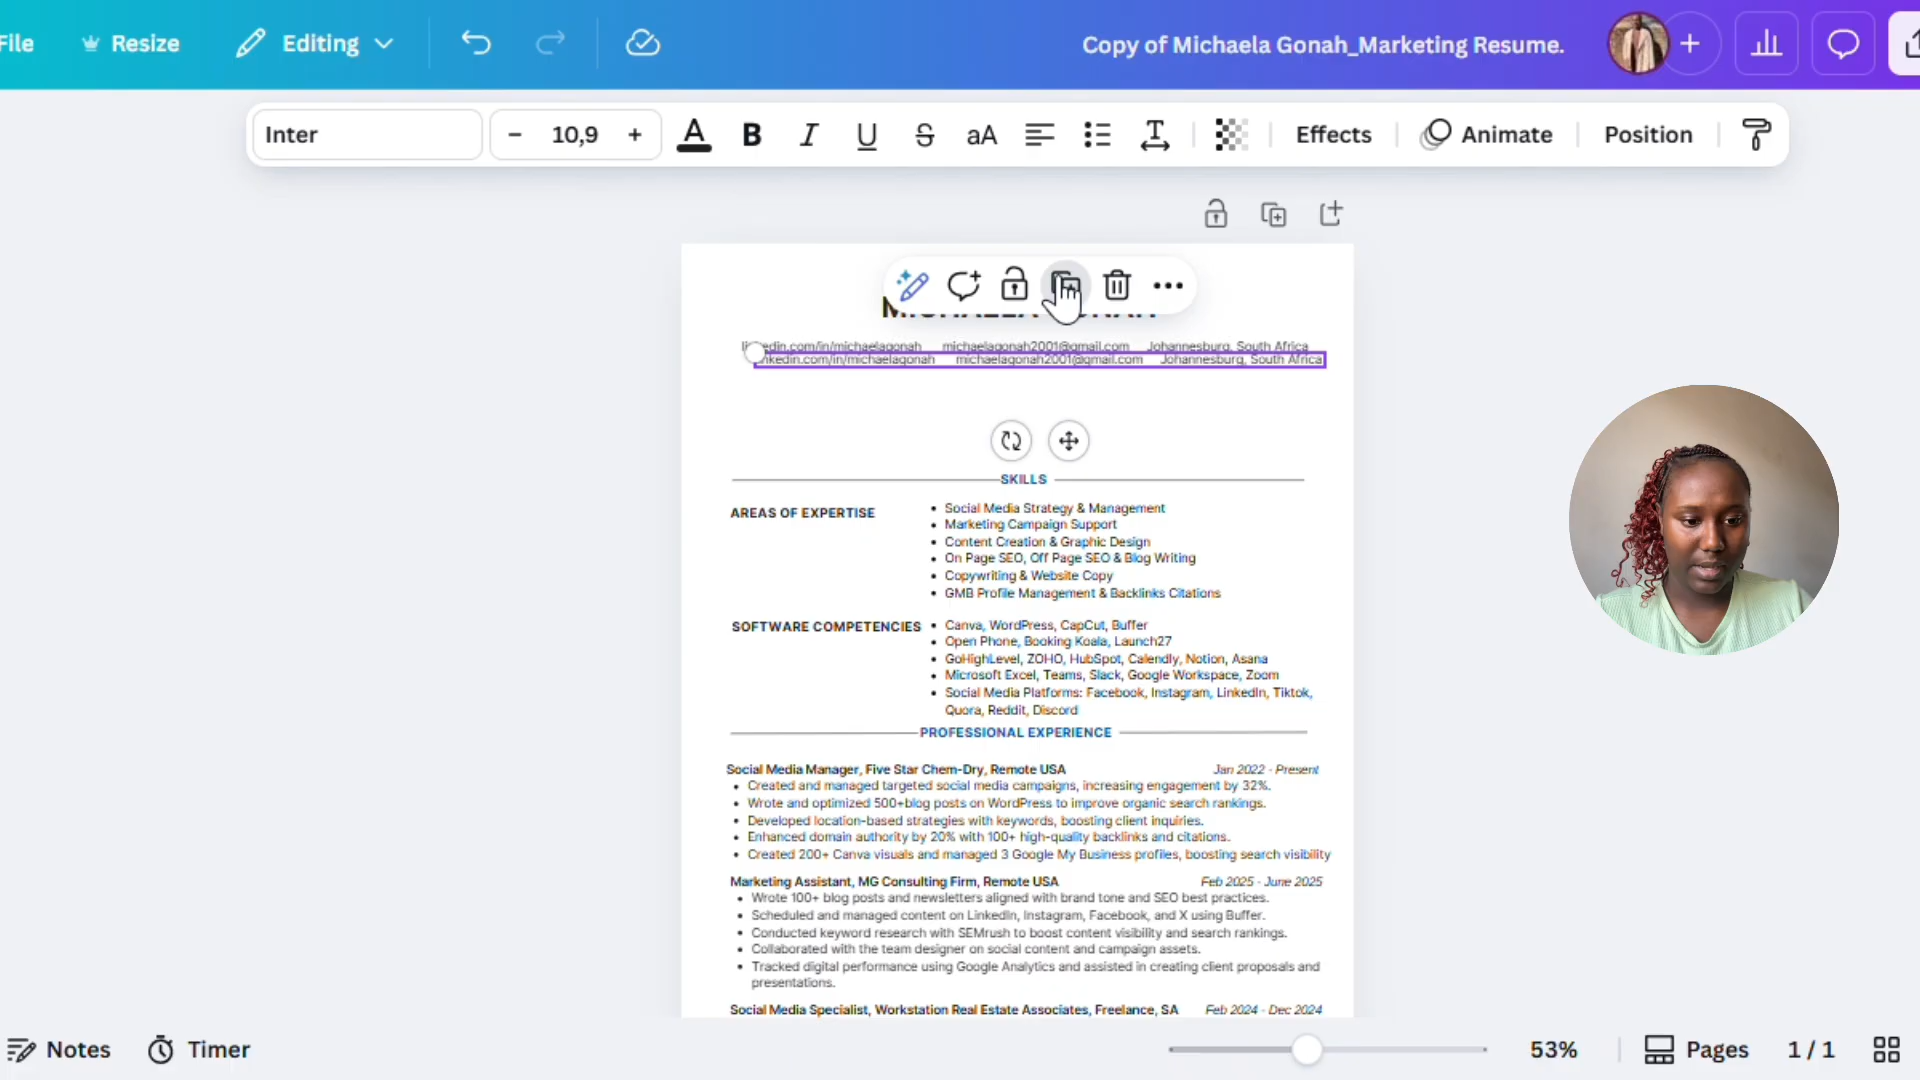 File
Resize
Editing
Copy of Michaela Gonah_Marketing Resume.
Inter
10,9
aA
Effects
Animate
Position
linkedin.com/in/michaelagonah michaelagonah2001@gmail.com Johannesburg, South Africa
linkedin.com/in/michaelagonah michaelagonah2001@gmail.com Johannesburg, South Africa
SKILLS
AREAS OF EXPERTISE
• Social Media Strategy & Management
• Marketing Campaign Support
• Content Creation & Graphic Design
• On Page SEO, Off Page SEO & Blog Writing
• Copywriting & Website Copy
• GMB Profile Management & Backlinks Citations
SOFTWARE COMPETENCIES
• Canva, WordPress, CapCut, Buffer
• Open Phone, Booking Koala, Launch27
• GoHighLevel, ZOHO, HubSpot, Calendly, Notion, Asana
• Microsoft Excel, Teams, Slack, Google Workspace, Zoom
• Social Media Platforms: Facebook, Instagram, LinkedIn, Tiktok,
Quora, Reddit, Discord
PROFESSIONAL EXPERIENCE
Social Media Manager, Five Star Chem-Dry, Remote USA Jan 2022 - Present
• Created and managed targeted social media campaigns, increasing engagement by 32%.
• Wrote and optimized 500+blog posts on WordPress to improve organic search rankings.
• Developed location-based strategies with keywords, boosting client inquiries.
• Enhanced domain authority by 20% with 100+ high-quality backlinks and citations.
• Created 200+ Canva visuals and managed 3 Google My Business profiles, boosting search visibility
Marketing Assistant, MG Consulting Firm, Remote USA Feb 2025 - June 2025
• Wrote 100+ blog posts and newsletters aligned with brand tone and SEO best practices.
• Scheduled and managed content on LinkedIn, Instagram, Facebook, and X using Buffer.
• Conducted keyword research with SEMrush to boost content visibility and search rankings.
• Collaborated with the team designer on social content and campaign assets.
• Tracked digital performance using Google Analytics and assisted in creating client proposals and
presentations.
Social Media Specialist, Workstation Real Estate Associates, Freelance, SA Feb 2024 - Dec 2024
Notes
Timer
53%
Pages
1 / 1